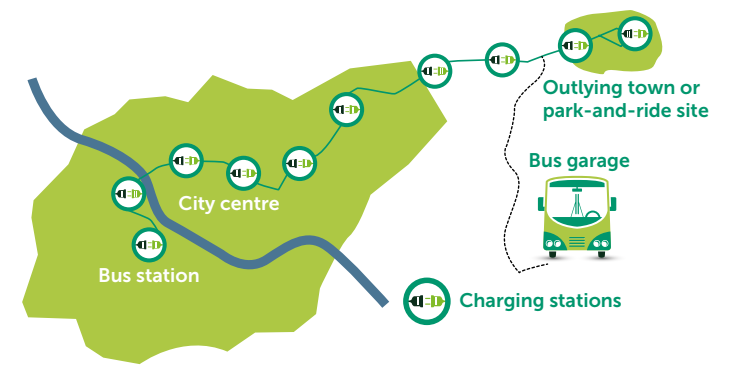 Outlying town or
park-and-ride site
Bus garage
City centre
Bus station
Charging stations